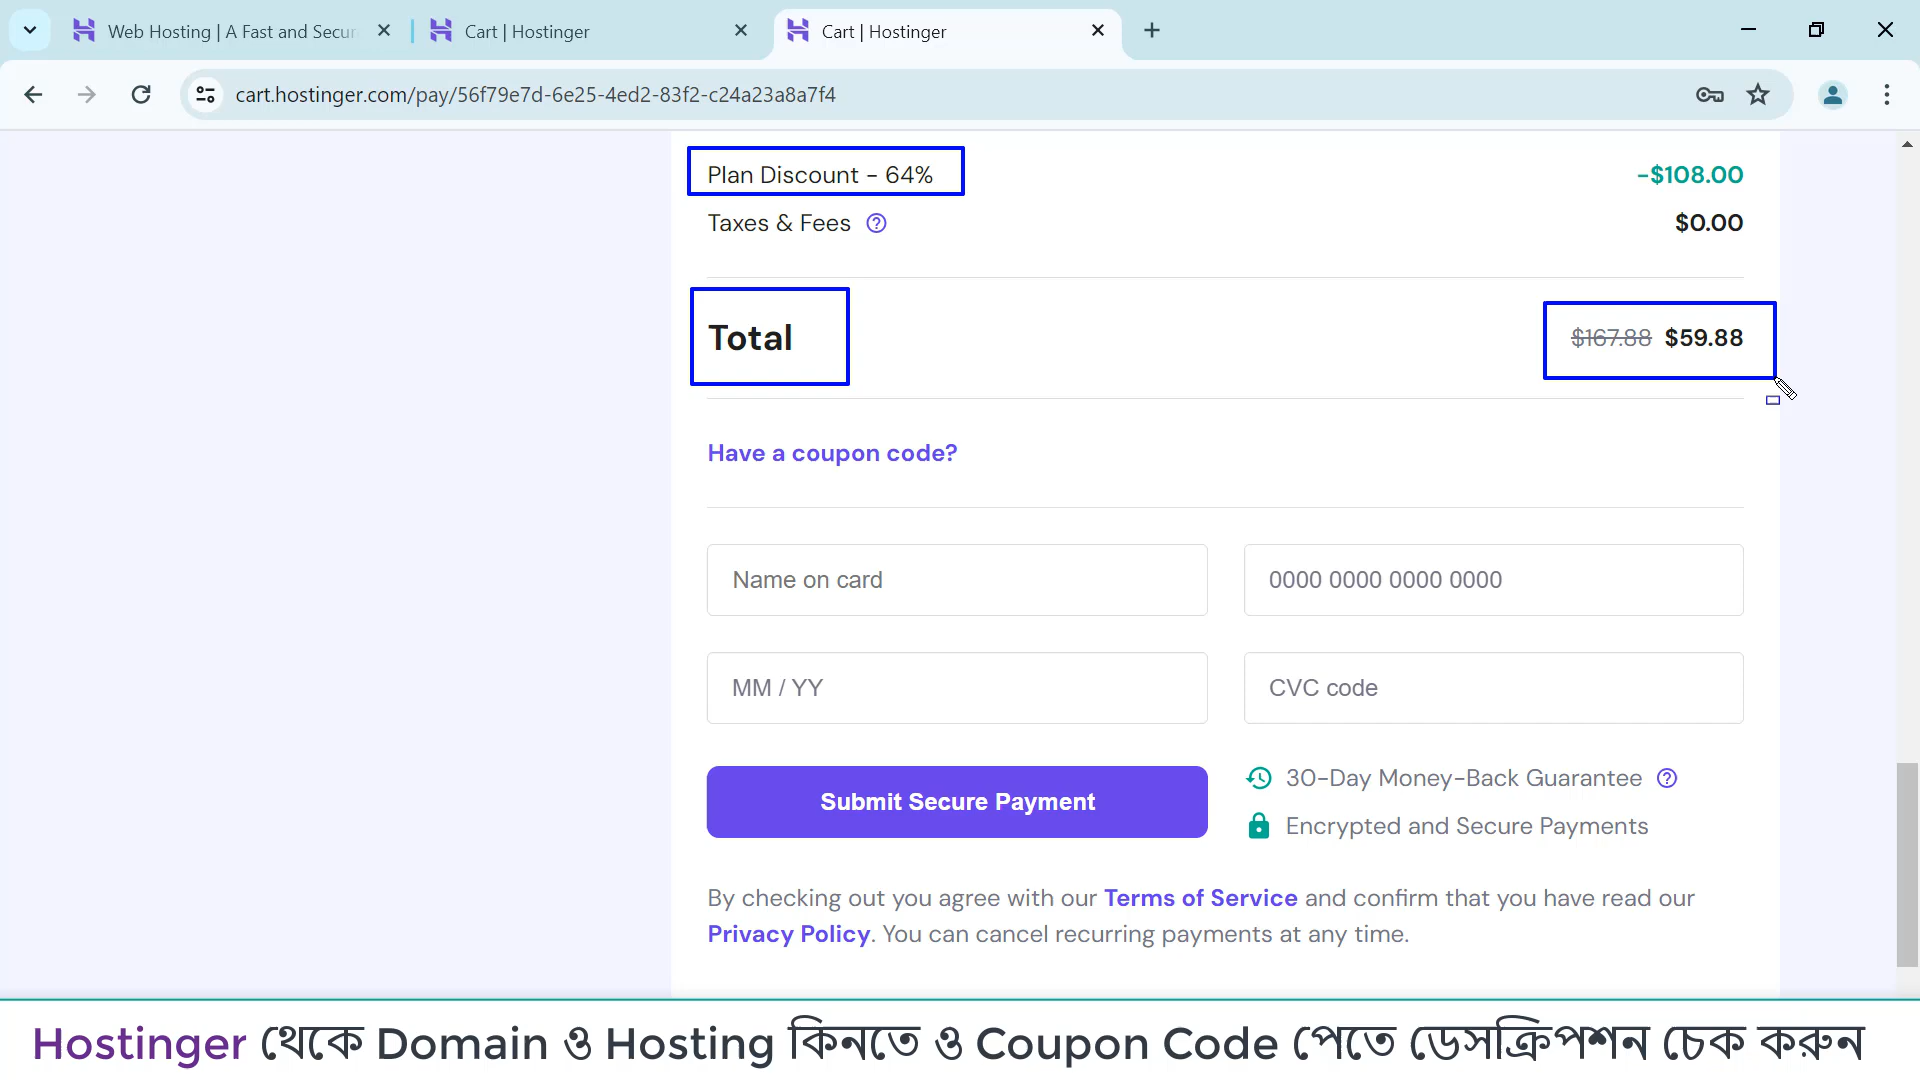 Web Hosting | A Fast and Secur
Cart | Hostinger
Cart | Hostinger
cart.hostinger.com/pay/56f79e7d-6e25-4ed2-83f2-c24a23a8a7f4
Plan Discount - 64% -$108.00
Taxes & Fees $0.00
Total $167.88 $59.88
Have a coupon code?
Name on card 0000 0000 0000 0000
MM / YY CVC code
Submit Secure Payment
30-Day Money-Back Guarantee
Encrypted and Secure Payments
By checking out you agree with our Terms of Service and confirm that you have read our
Privacy Policy. You can cancel recurring payments at any time.
Hostinger থেকে Domain ও Hosting কিনতে ও Coupon Code পেতে ডেসক্রিপশন চেক করুন